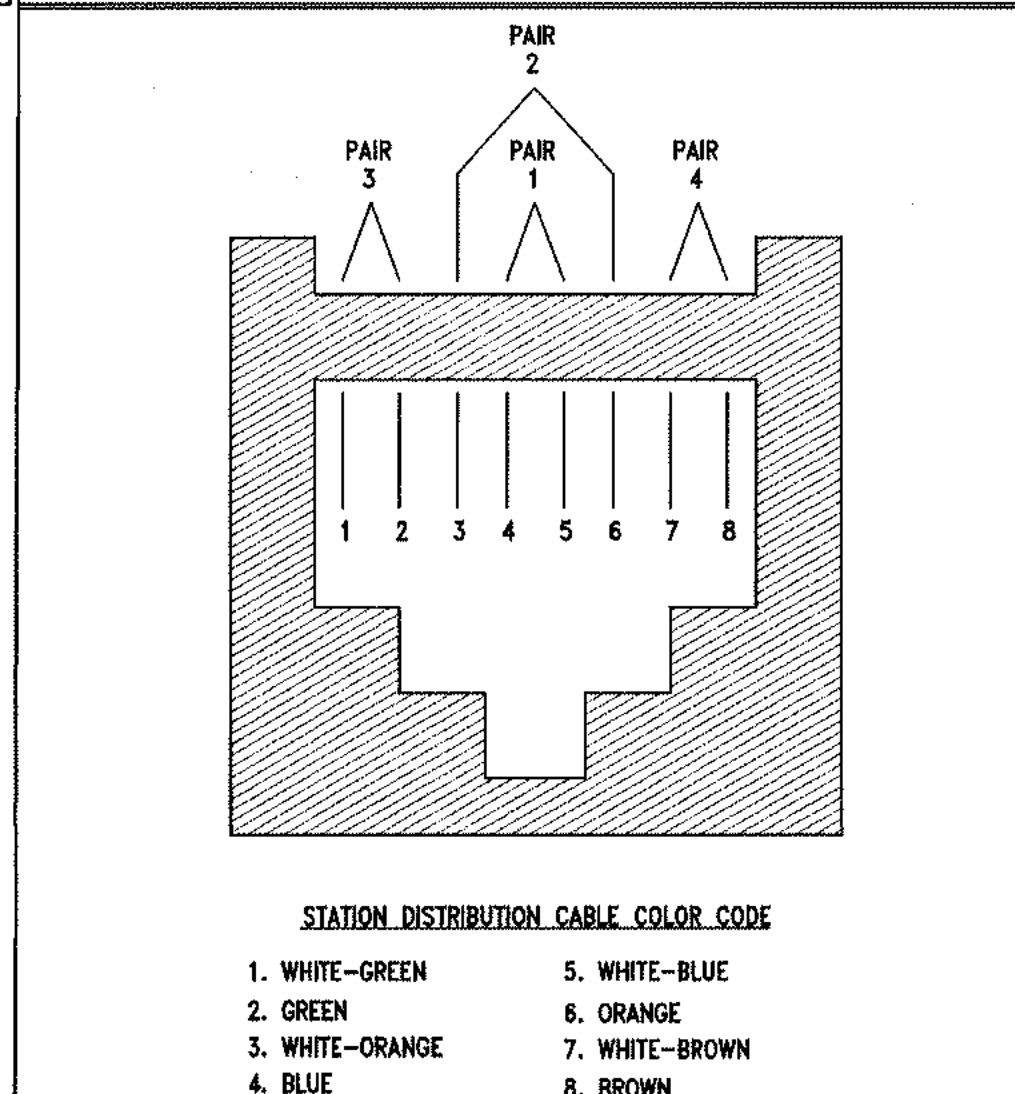 PAIR
2
PAIR
3
PAIR
1
PAIR
4
1 2 3 4 5 6 7 8
STATION DISTRIBUTION CABLE COLOR CODE
1. WHITE-GREEN
2. GREEN
3. WHITE-ORANGE
4. BLUE
5. WHITE-BLUE
6. ORANGE
7. WHITE-BROWN
8. BROWN